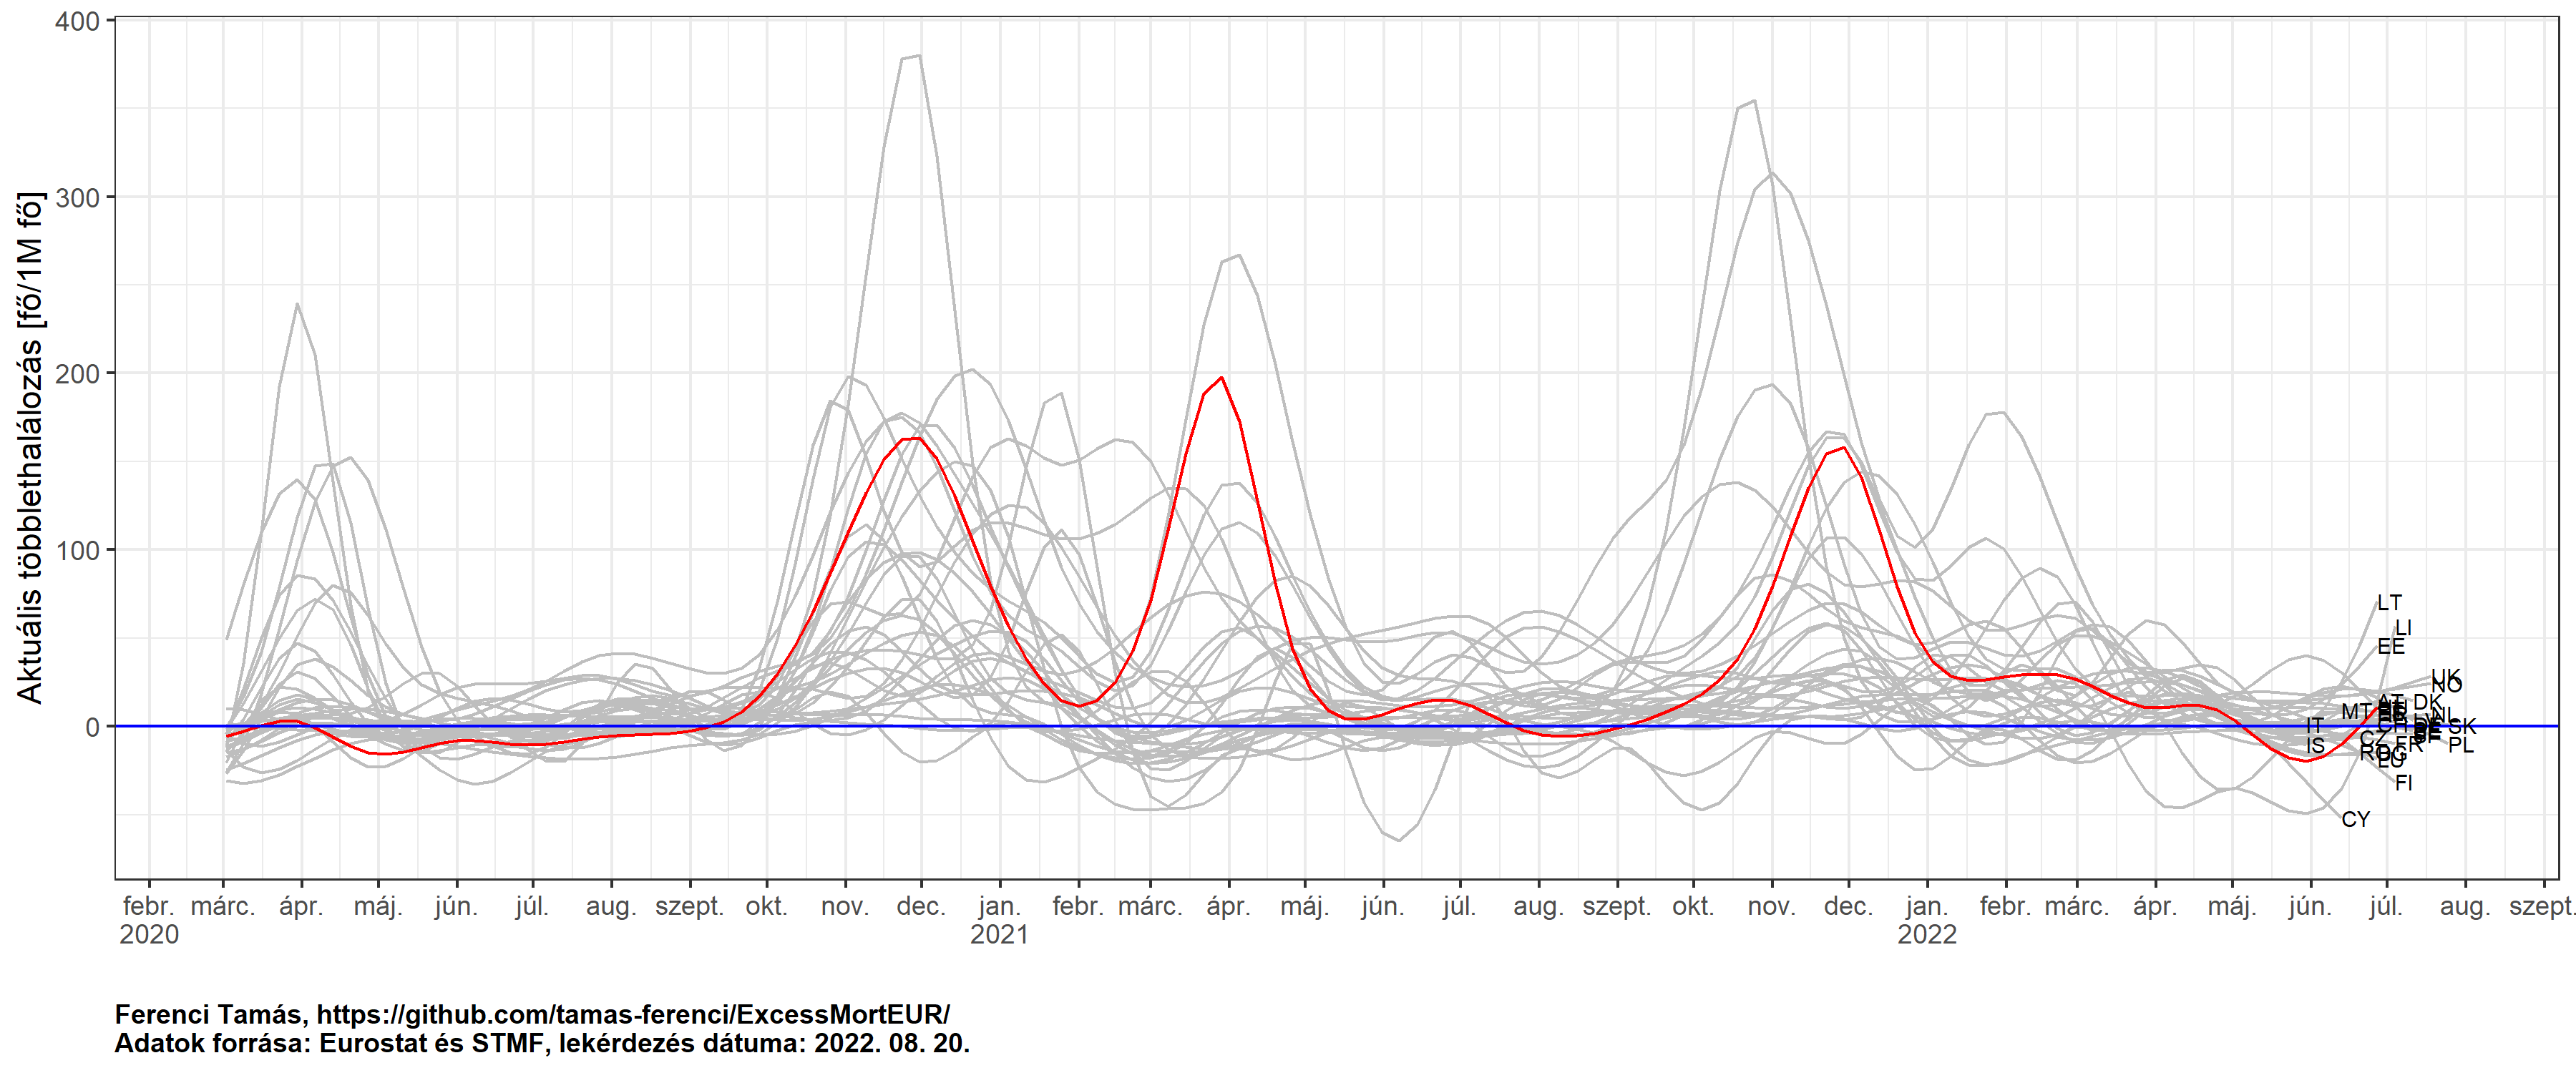 Aktuális többlethalálozás [fő/1M fő]
400
300
200
100
0
LT
LI
EE
UK
NO
DK
MT
NL
IT
SK
IS
CZ
FR
PL
FI
CY
febr. márc. ápr. máj. jún. júl. aug. szept. okt. nov. dec. jan. febr. márc. ápr. máj. jún. júl. aug. szept. okt. nov. dec. jan. febr. márc. ápr. máj. jún. júl. aug. szept.
2020 2021 2022
Ferenci Tamás, https://github.com/tamas-ferenci/ExcessMortEUR/
Adatok forrása: Eurostat és STMF, lekérdezés dátuma: 2022. 08. 20.